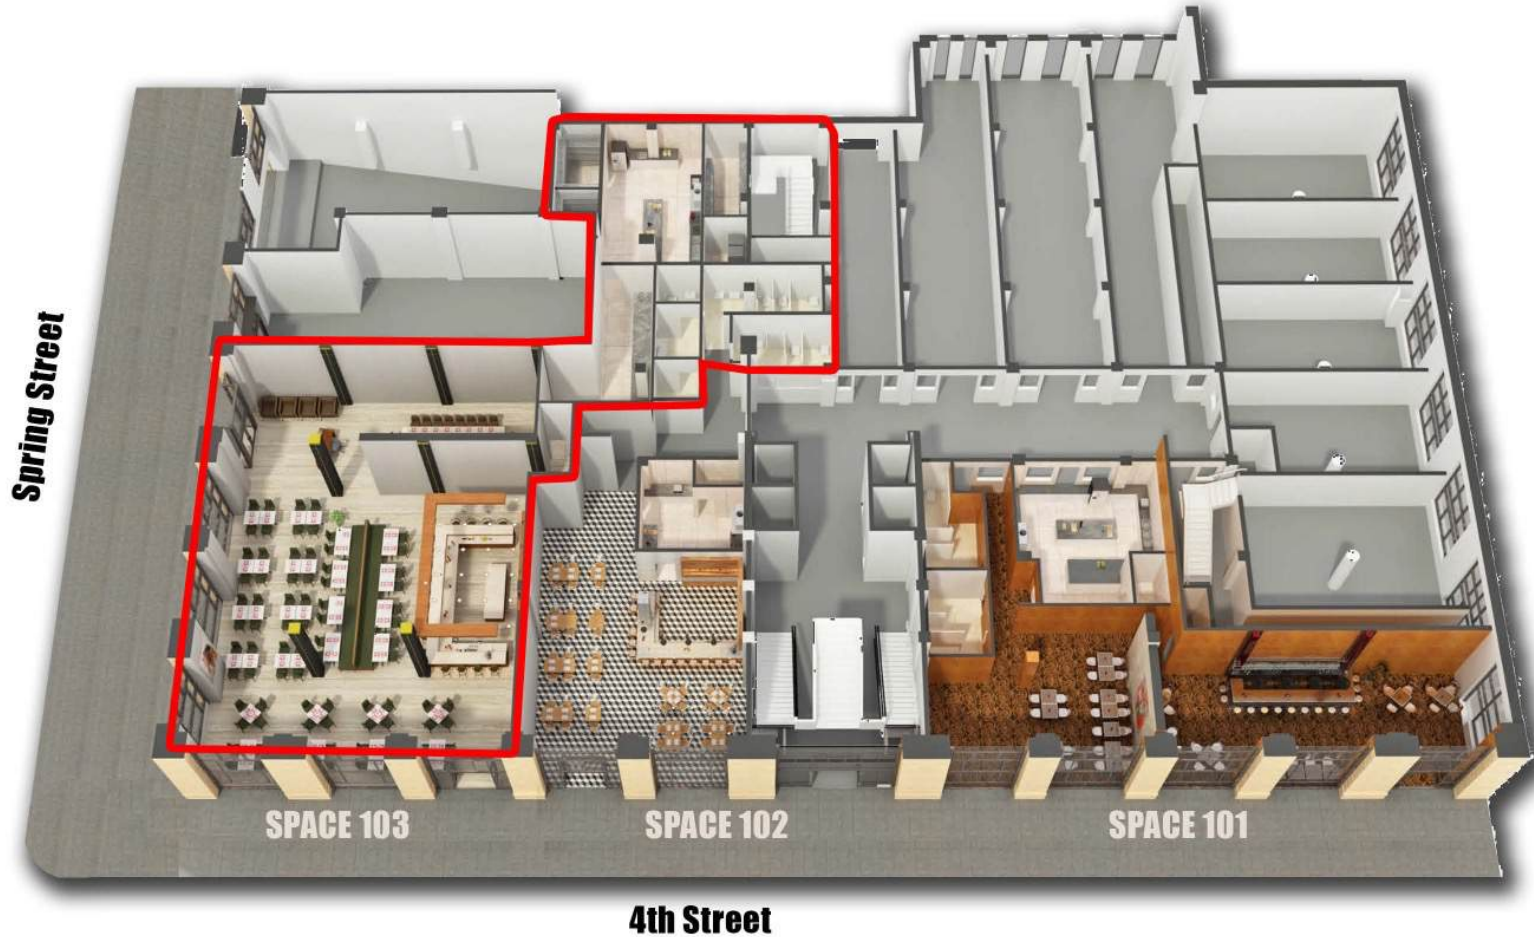 Spring Street
SPACE 103
SPACE 102
SPACE 101
4th Street